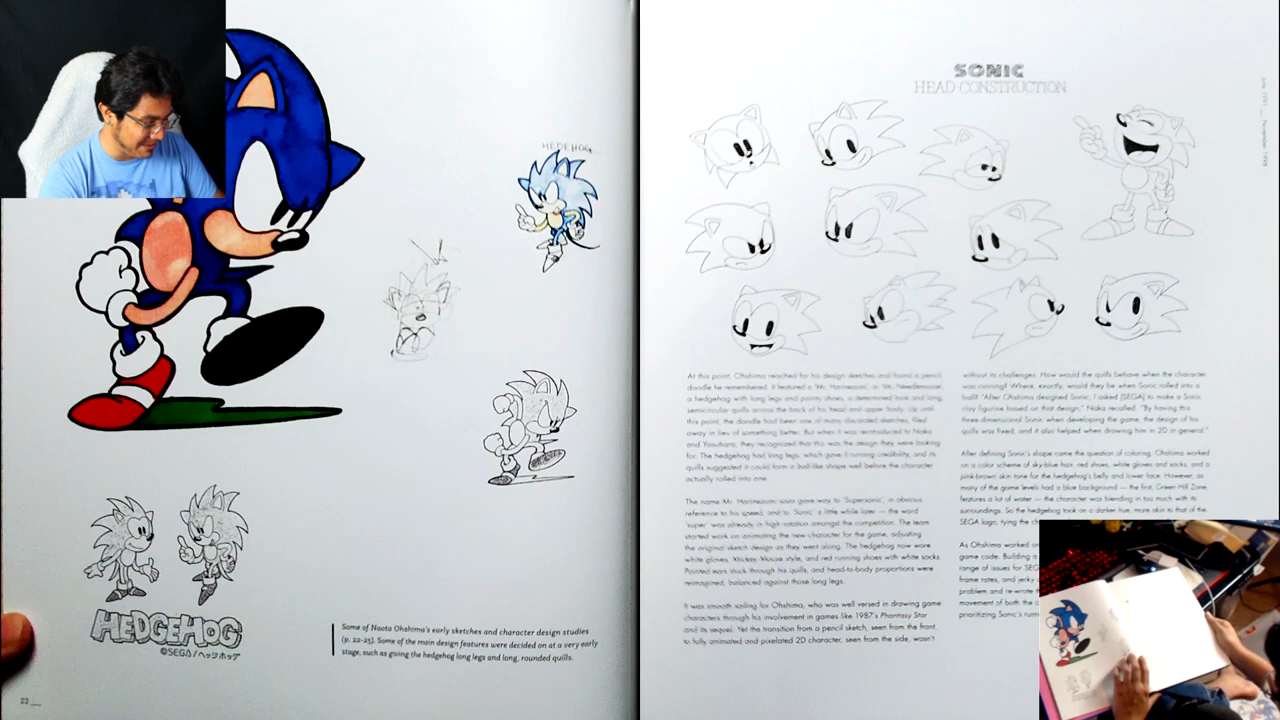 HEDEHOG
HEDGEHOG
©SEGA/ヘッジホッグ
Some of Naoto Ohshima's early sketches and character design studies
(p. 22-25). Some of the main design features were decided on at a very early
stage, such as giving the hedgehog long legs and long, rounded quills.
22
SONIC
HEAD CONSTRUCTION
At this point, Ohshima reached for his design sketches and found a pencil
doodle he remembered. It featured a 'Mr. Harinezumi,' or 'Mr. Needlemouse,'
a hedgehog with long legs and pointy shoes, a determined look and long,
semicircular quills across the back of his head and upper body. Up until
this point, the doodle had been one of many discarded sketches, filed
away in lieu of something better. But when it was reintroduced to Naka
and Yasuhara, they recognized that this was the design they were looking
for. The hedgehog had long legs, which gave it running credibility, and its
quills suggested it could form a ball-like shape well before the character
actually rolled into one.
The name Mr. Harinezumi soon gave way to 'Supersonic', in obvious
reference to his speed, and to 'Sonic' a little while later — the word
'super' was already in high rotation amongst the competition. The team
started work on animating the new character for the game, adjusting
the original sketch design as they went along. The hedgehog now wore
white gloves, Mickey Mouse style, and red running shoes with white socks.
Pointed ears stuck through his quills, and head-to-body proportions were
reimagined, balanced against those long legs.
It was smooth sailing for Ohshima, who was well versed in drawing game
characters through his involvement in games like 1987's Phantasy Star
and its sequel. Yet the transition from a pencil sketch, seen from the front,
to fully animated and pixelated 2D character, seen from the side, wasn't
without its challenges. How would the quills behave when the character
was running? Where, exactly, would they be when Sonic rolled into a
ball? "After Ohshima designed Sonic, I asked [SEGA] to make a Sonic
clay figurine based on that design," Naka recalled. "By having this
three dimensional Sonic when developing the game, the design of his
quills was fixed, and it also helped when drawing him in 2D in general."
After defining Sonic's shape came the question of coloring. Ohshima worked
on a color scheme of sky-blue hair, red shoes, white gloves and socks, and a
pink-brown skin tone for the hedgehog's belly and lower face. However, as
many of the game levels had a blue background — the first, Green Hill Zone
features a lot of water — the character was blending in too much with its
surroundings. So the hedgehog took on a darker hue, more akin to that of the
SEGA logo, tying the
As Ohshima worked on
game code. Building a
range of issues for SEG
frame rates, and jerky
problem and re-wrote
movement of both the
prioritizing Sonic's